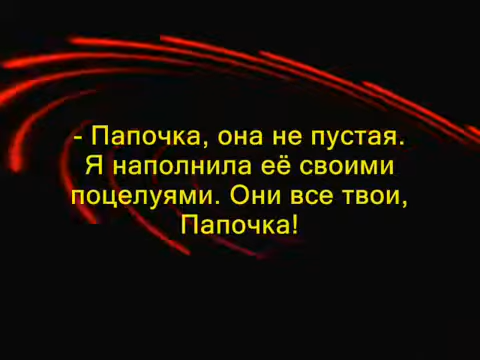 - Папочка, она не пустая.
Я наполнила её своими
поцелуями. Они все твои,
Папочка!